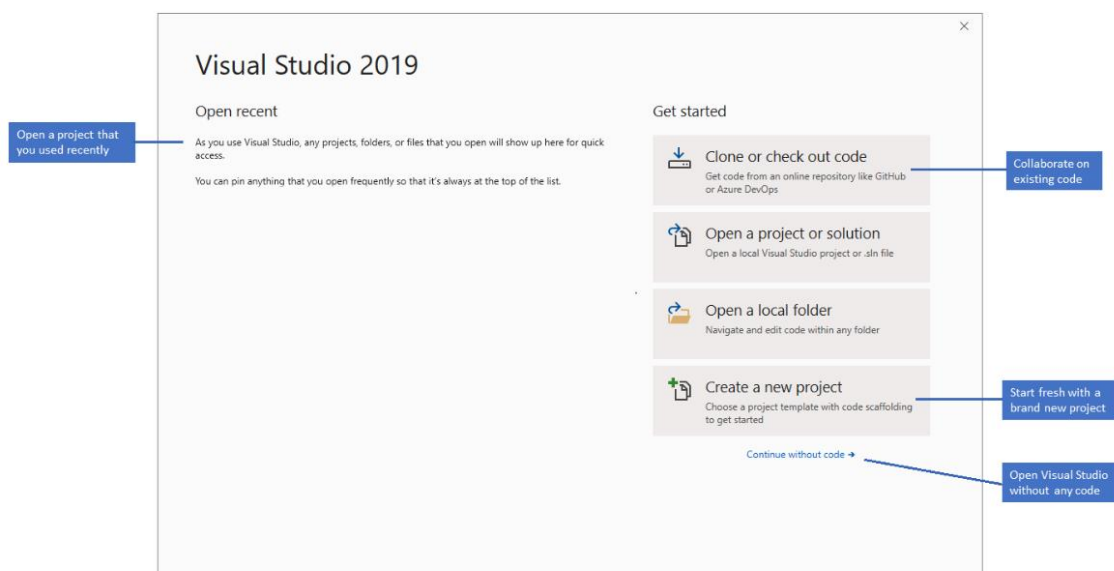 Visual Studio 2019
Open recent
As you use Visual Studio, any projects, folders, or files that you open will show up here for quick
access.
You can pin anything that you open frequently so that it's always at the top of the list.
Open a project that
you used recently
Get started
Clone or check out code
Get code from an online repository like GitHub
or Azure DevOps
Collaborate on
existing code
Open a project or solution
Open a local Visual Studio project or .sln file
Open a local folder
Navigate and edit code within any folder
Create a new project
Choose a project template with code scaffolding
to get started
Start fresh with a
brand new project
Continue without code →
Open Visual Studio
without any code